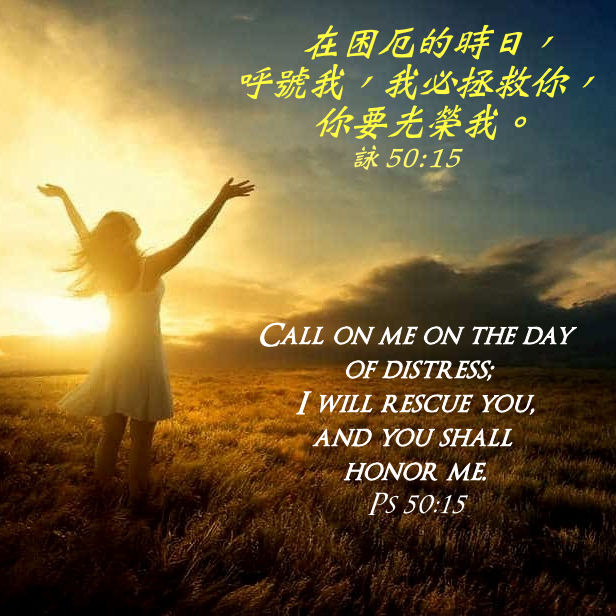 在困厄的時日，
呼號我，我必拯救你，
你要光榮我。
詠 50:15
Call on me on the day
of distress;
I will rescue you,
and you shall
honor me.
Ps 50:15